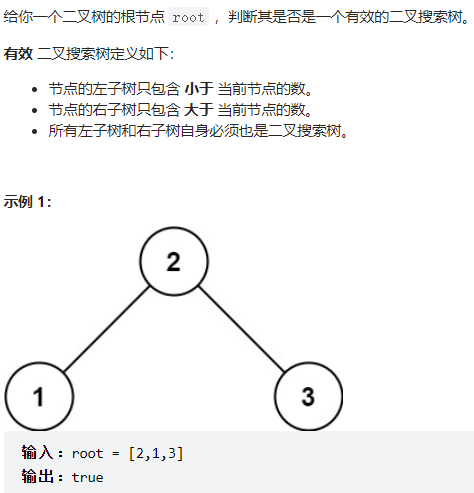 给你一个二叉树的根节点 root ，判断其是否是一个有效的二叉搜索树。
有效 二叉搜索树定义如下：
• 节点的左子树只包含 小于 当前节点的数。
• 节点的右子树只包含 大于 当前节点的数。
• 所有左子树和右子树自身必须也是二叉搜索树。
示例 1：
2
1 3
输入：root = [2,1,3]
输出：true